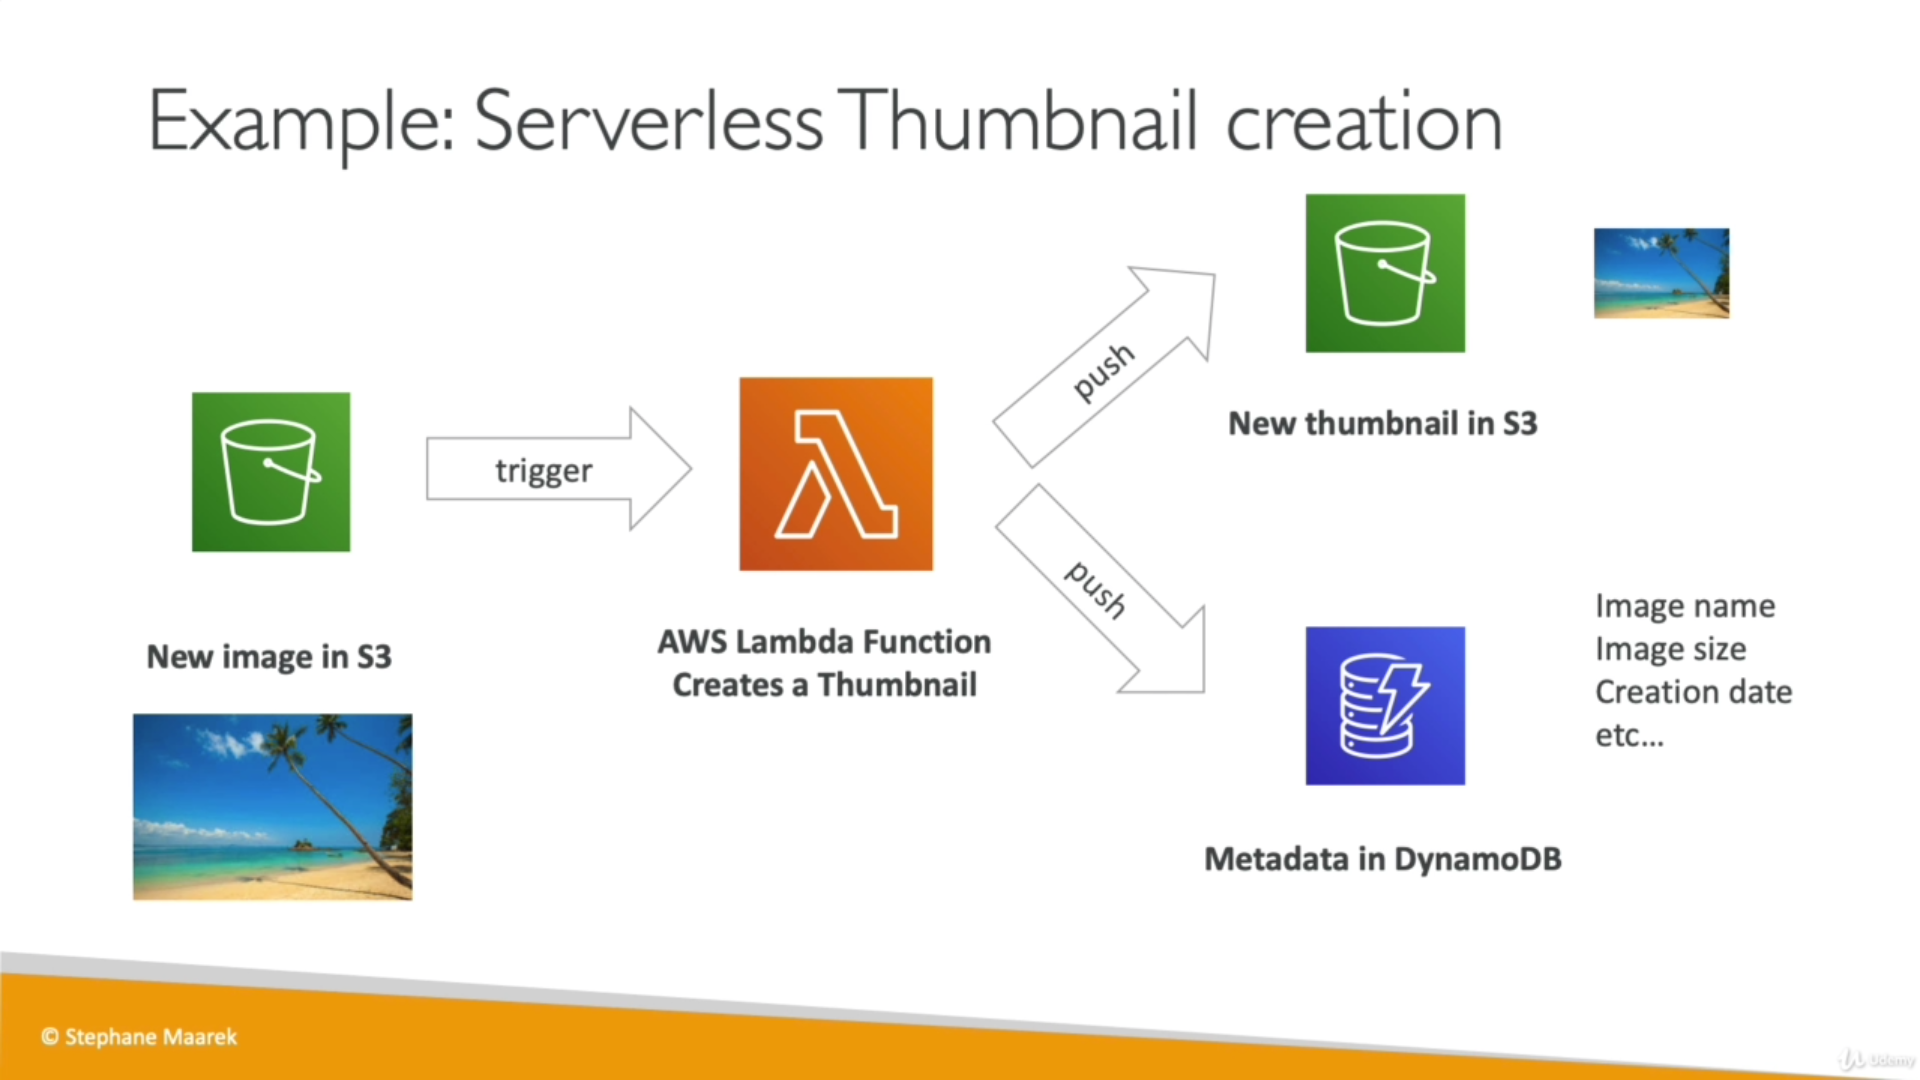 Example: Serverless Thumbnail creation
trigger
push
push
New image in S3
AWS Lambda Function
Creates a Thumbnail
New thumbnail in S3
Image name
Image size
Creation date
etc...
Metadata in DynamoDB
© Stephane Maarek
Udemy